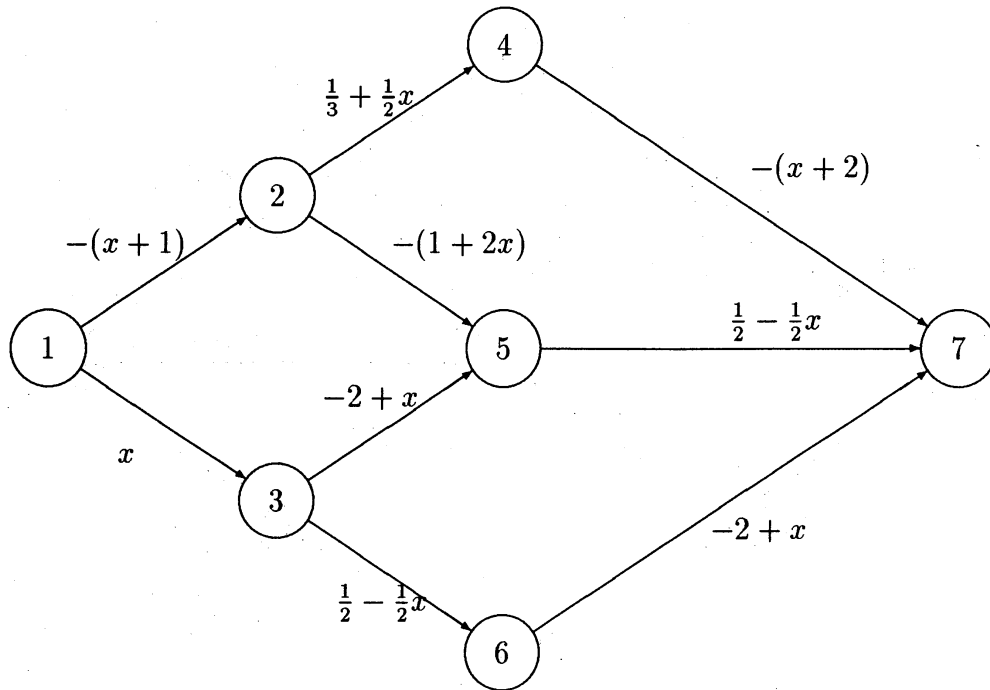 4
1/3 + 1/2x
-(x + 2)
2
-(x + 1)
-(1 + 2x)
1/2 - 1/2x
1
5
7
-2 + x
x
3
-2 + x
1/2 - 1/2x
6